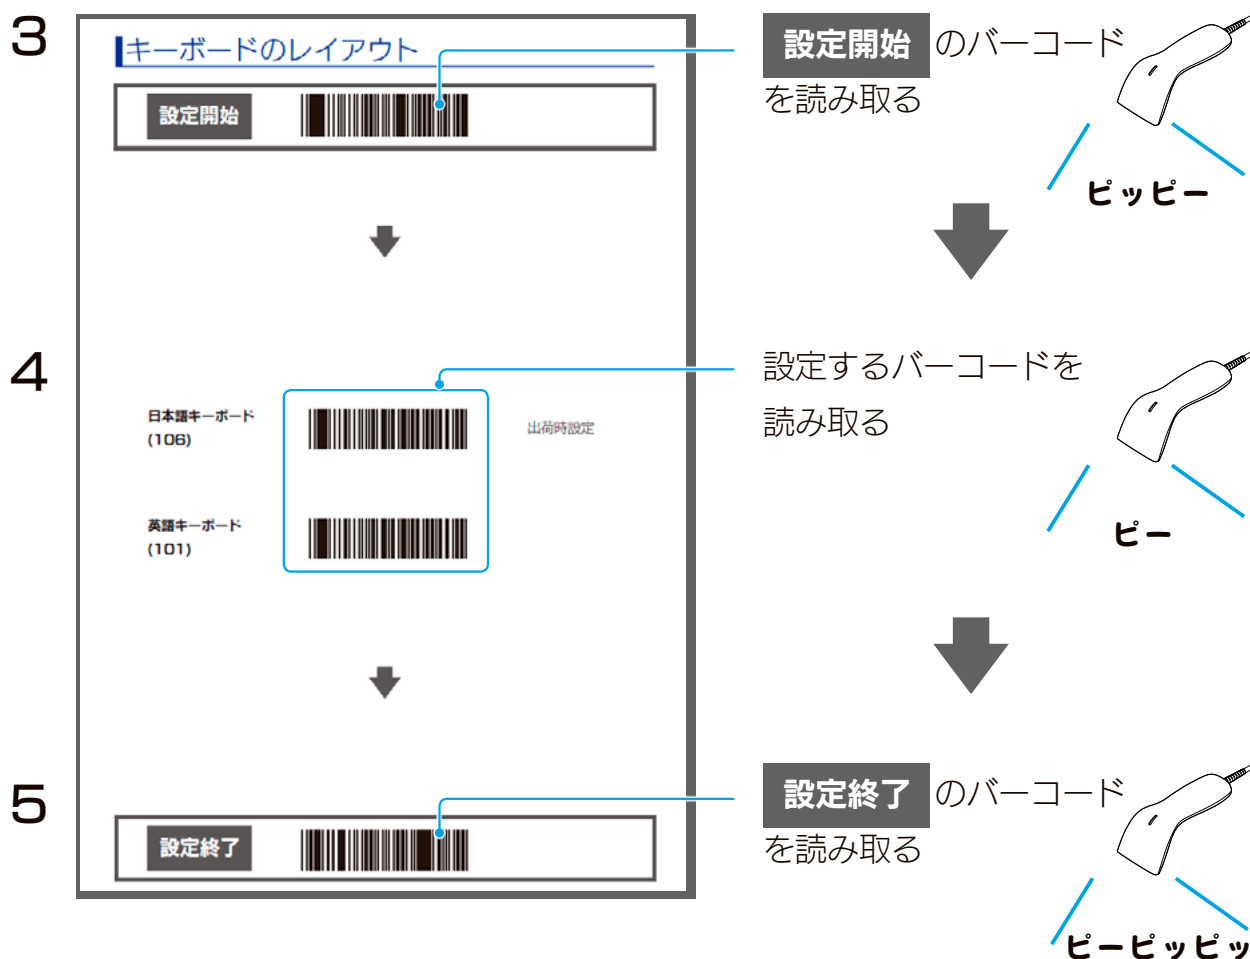 3
キーボードのレイアウト
設定開始
設定開始 のバーコード
を読み取る
ピッピー
4
日本語キーボード
(106)
出荷時設定
英語キーボード
(101)
設定するバーコードを
読み取る
ピー
5
設定終了
設定終了 のバーコード
を読み取る
ピーピッピッ